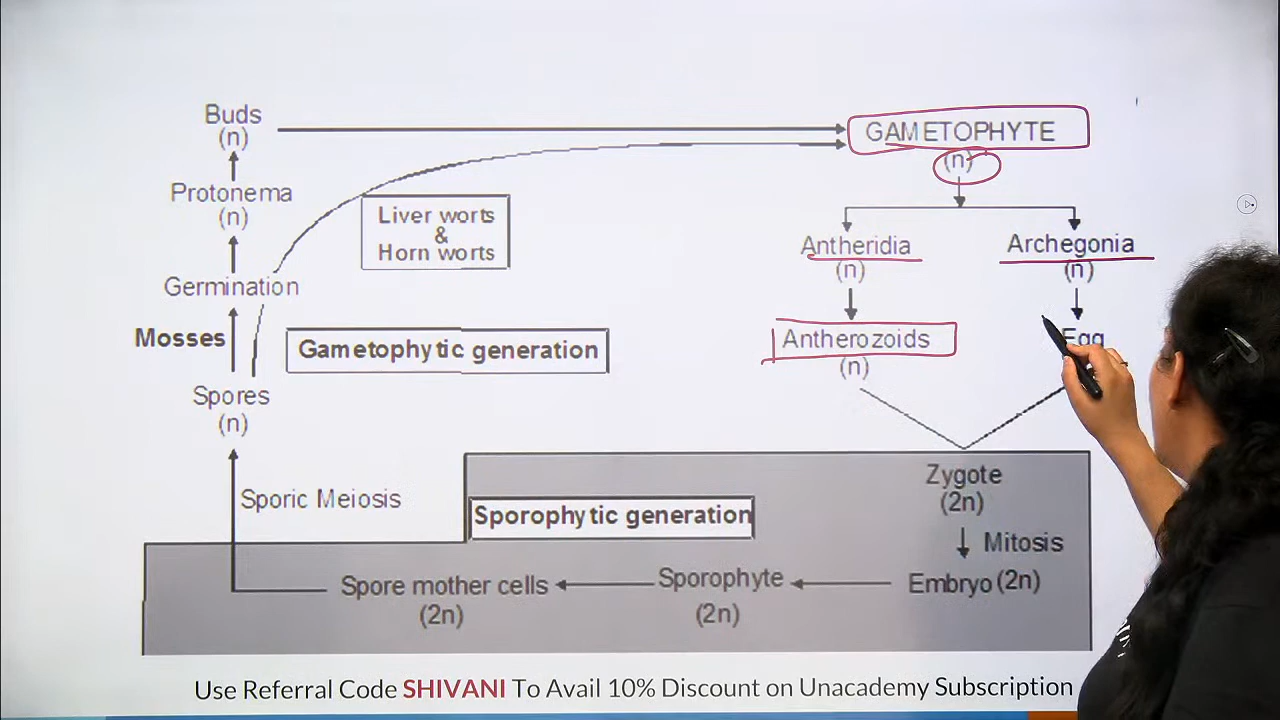 Buds
(n)
GAMETOPHYTE
(n)
Protonema
(n)
Liver worts
&
Horn worts
Antheridia
(n)
Archegonia
(n)
Germination
Mosses
Gametophytic generation
Antherozoids
(n)
Egg
Spores
(n)
Zygote
(2n)
Sporic Meiosis
Sporophytic generation
Mitosis
Spore mother cells
(2n)
Sporophyte
(2n)
Embryo (2n)
Use Referral Code SHIVANI To Avail 10% Discount on Unacademy Subscription